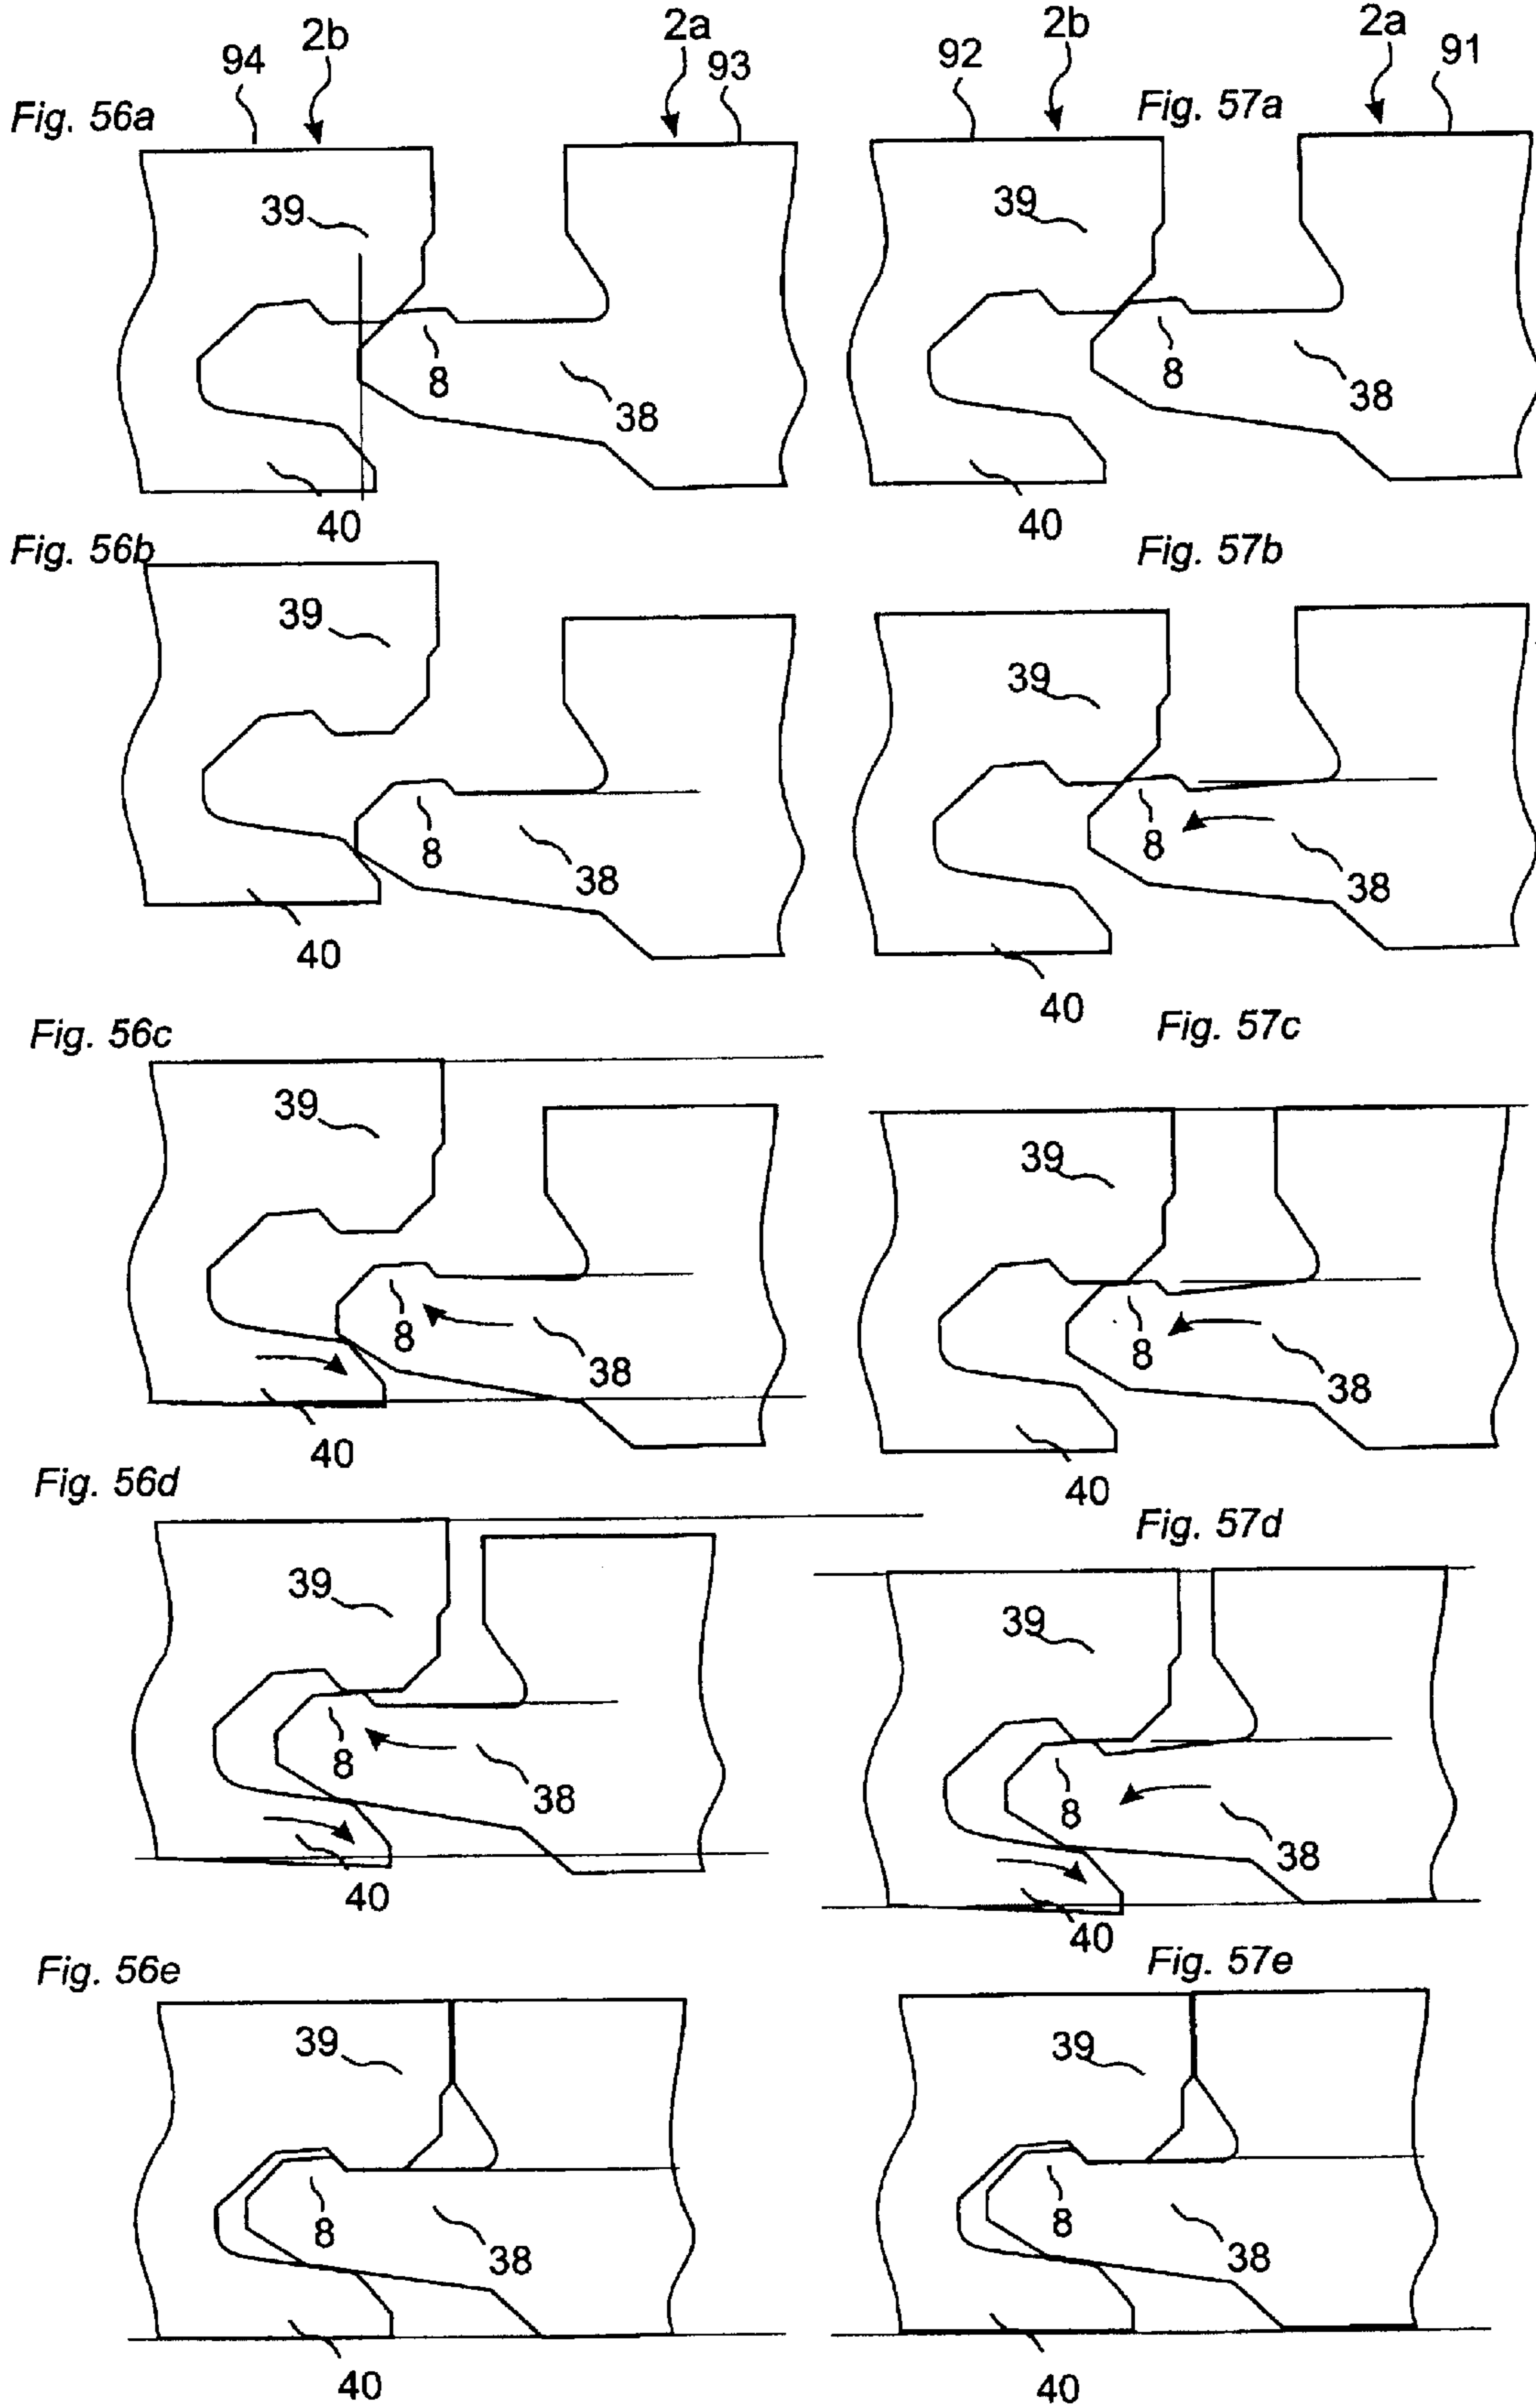 94 2b 2a 93 92 2b 2a 91
Fig. 56a Fig. 57a
39 39
8 38 8 38
40 40
Fig. 56b Fig. 57b
39 39
8 38 8 38
40 40
Fig. 56c Fig. 57c
39 39
8 38 8 38
40 40
Fig. 56d Fig. 57d
39 39
8 38 8 38
40 40
Fig. 56e Fig. 57e
39 39
8 38 8 38
40 40